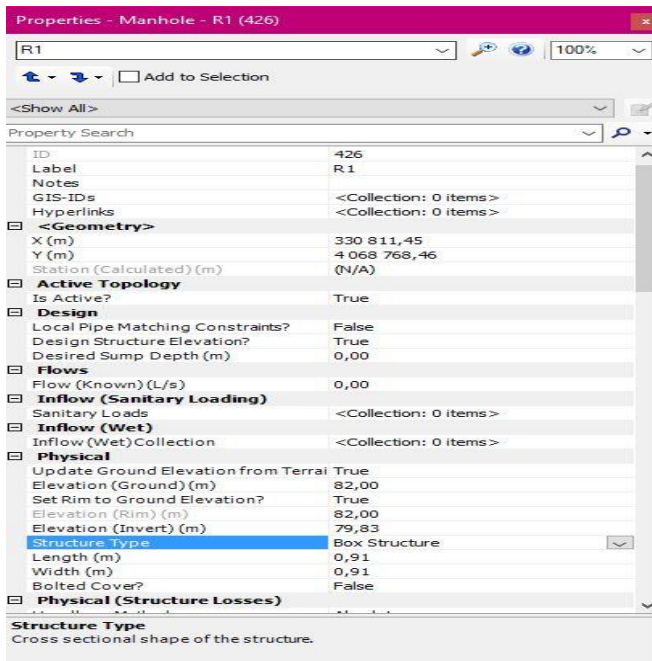 Properties - Manhole - R1 (426)
R1 100%
Add to Selection
<Show All>
Property Search
ID 426
Label R1
Notes
GIS-IDs <Collection: 0 items>
Hyperlinks <Collection: 0 items>
<Geometry>
X (m) 330 811,45
Y (m) 4 068 768,46
Station (Calculated) (m) (N/A)
Active Topology
Is Active? True
Design
Local Pipe Matching Constraints? False
Design Structure Elevation? True
Desired Sump Depth (m) 0,00
Flows
Flow (Known) (L/s) 0,00
Inflow (Sanitary Loading)
Sanitary Loads <Collection: 0 items>
Inflow (Wet)
Inflow (Wet) Collection <Collection: 0 items>
Physical
Update Ground Elevation from Terrai True
Elevation (Ground) (m) 82,00
Set Rim to Ground Elevation? True
Elevation (Rim) (m) 82,00
Elevation (Invert) (m) 79,83
Structure Type Box Structure
Length (m) 0,91
Width (m) 0,91
Bolted Cover? False
Physical (Structure Losses)
Structure Type
Cross sectional shape of the structure.